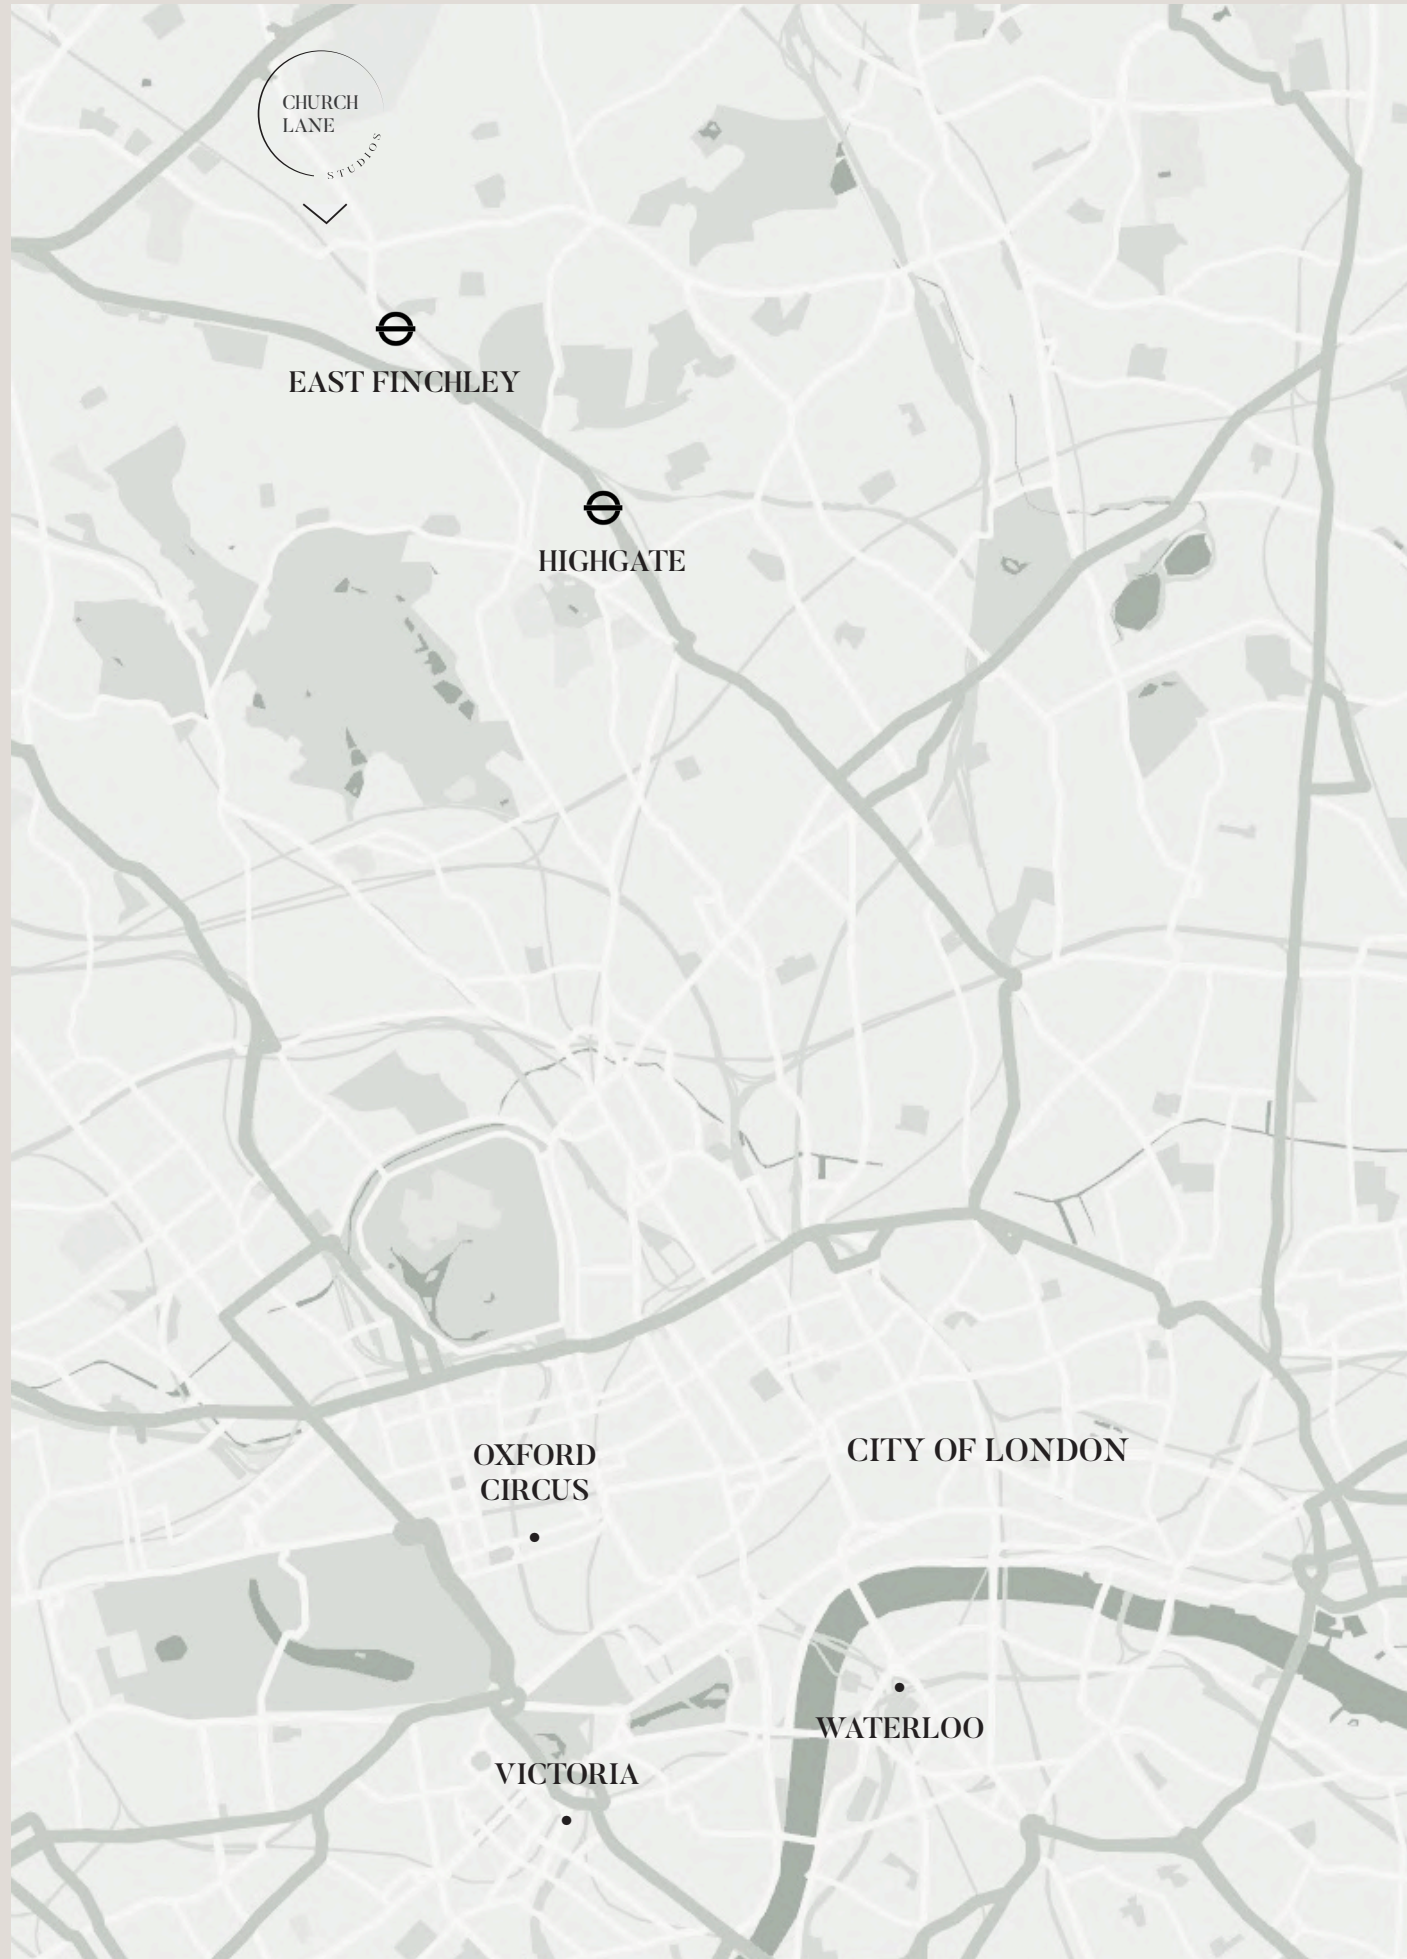 CHURCH
LANE
STUDIOS
EAST FINCHLEY
HIGHGATE
OXFORD
CIRCUS
CITY OF LONDON
WATERLOO
VICTORIA